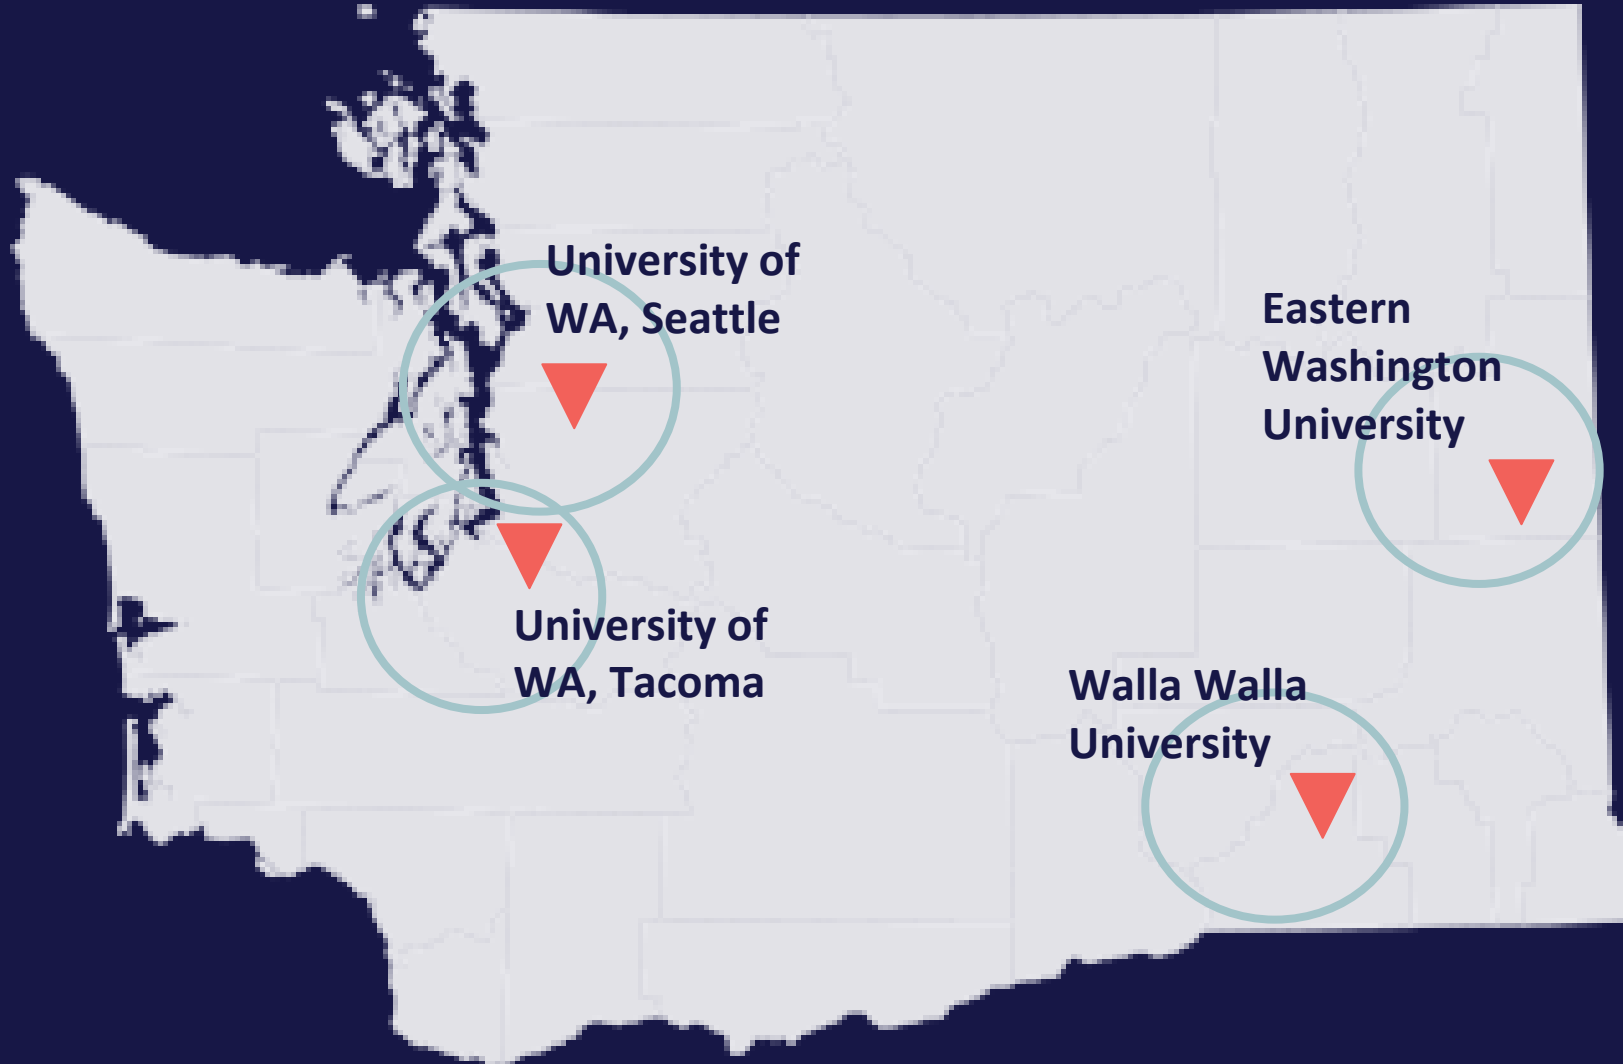 University of
WA, Seattle
Eastern
Washington
University
University of
WA, Tacoma
Walla Walla
University